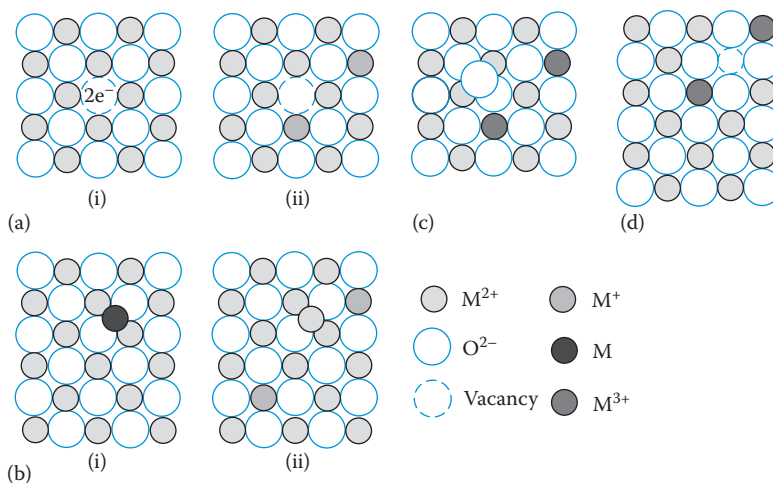 2e⁻
(i)
(ii)
(a)
(c)
(d)
(i)
(ii)
(b)
M²⁺
M⁺
O²⁻
M
Vacancy
M³⁺